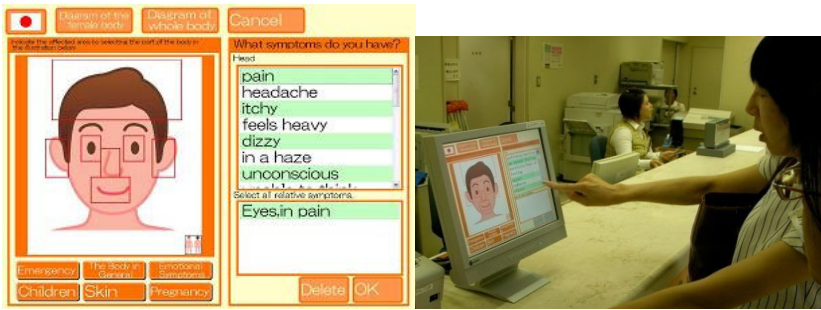 Diagram of the
female body
Diagram of
whole body
Cancel
Indicate the affected area to selecting the part of the body in
the illustration below
What symptoms do you have?
Head
pain
headache
itchy
feels heavy
dizzy
in a haze
unconscious
unable to think
Select all relative symptoms.
Eyes,in pain
Emergency
The Body in
General
Emotional
Symptoms
Children
Skin
Pregnancy
Delete
OK